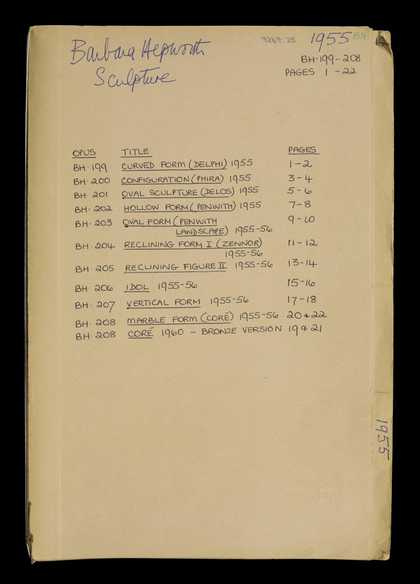 Barbara Hepworth
Sculpture
1955
BH·199-208
PAGES 1-22
OPUS TITLE PAGES
BH·199 CURVED FORM (DELPHI) 1955 1-2
BH·200 CONFIGURATION (PHIRA) 1955 3-4
BH·201 OVAL SCULPTURE (DELOS) 1955 5-6
BH·202 HOLLOW FORM (PENWITH) 1955 7-8
BH·203 OVAL FORM (PENWITH 9-10
LANDSCAPE) 1955-56
BH·204 RECLINING FORM I (ZENNOR) 11-12
1955-56
BH·205 RECLINING FIGURE II 1955-56 13-14
BH·206 IDOL 1955-56 15-16
BH·207 VERTICAL FORM 1955-56 17-18
BH·208 MARBLE FORM (CORÉ) 1955-56 20 & 22
BH·208 CORÉ 1960 - BRONZE VERSION 19 & 21
1955